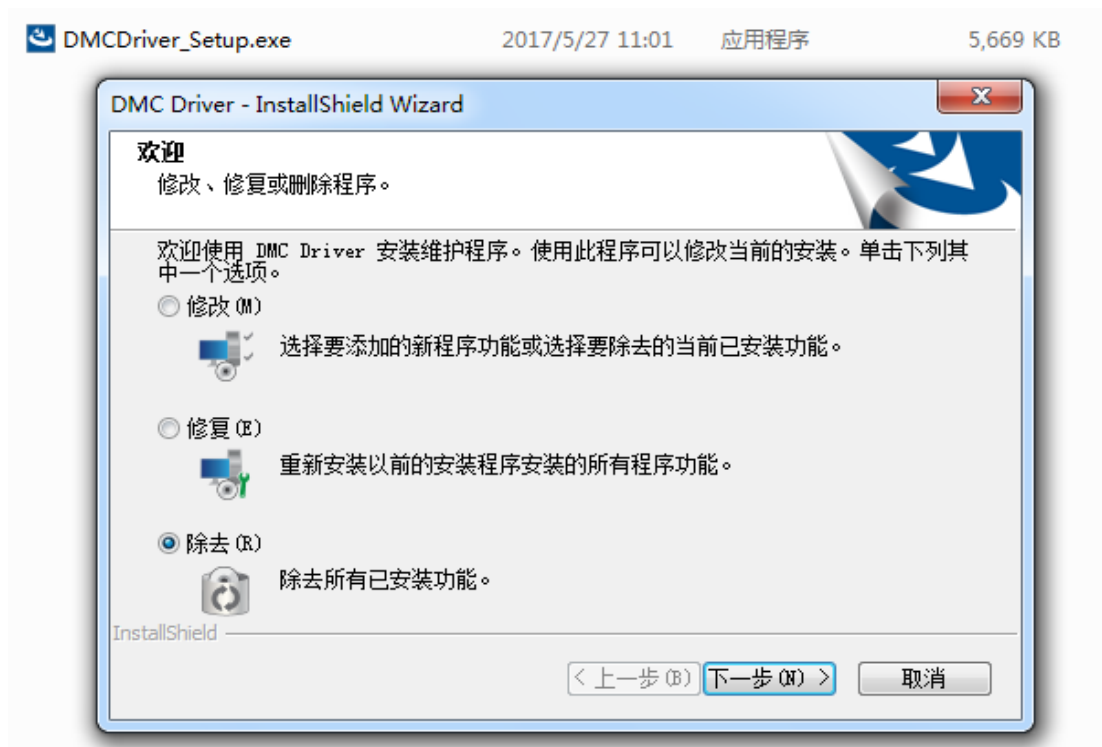 DMCDriver_Setup.exe 2017/5/27 11:01 应用程序 5,669 KB
DMC Driver - InstallShield Wizard
欢迎
修改、修复或删除程序。
欢迎使用 DMC Driver 安装维护程序。使用此程序可以修改当前的安装。单击下列其
中一个选项。
修改(M)
选择要添加的新程序功能或选择要除去的当前已安装功能。
修复(E)
重新安装以前的安装程序安装的所有程序功能。
除去(R)
除去所有已安装功能。
InstallShield
< 上一步(B) 下一步(N) > 取消